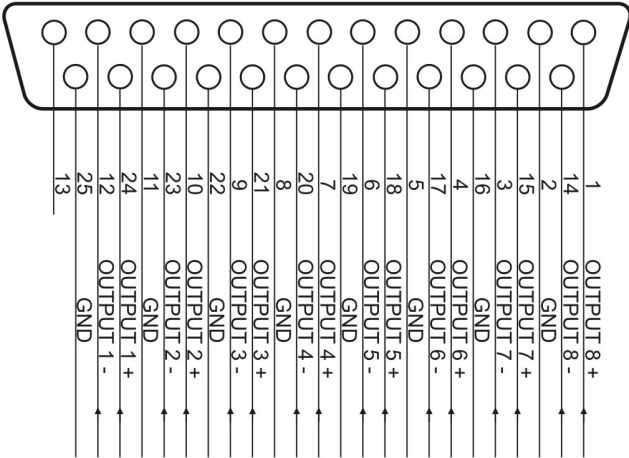 1 OUTPUT 8 +
14 OUTPUT 8 -
2 GND
15 OUTPUT 7 +
3 OUTPUT 7 -
16 GND
4 OUTPUT 6 +
17 OUTPUT 6 -
5 GND
18 OUTPUT 5 +
6 OUTPUT 5 -
19 GND
7 OUTPUT 4 +
20 OUTPUT 4 -
8 GND
21 OUTPUT 3 +
9 OUTPUT 3 -
22 GND
10 OUTPUT 2 +
23 OUTPUT 2 -
11 GND
24 OUTPUT 1 +
12 OUTPUT 1 -
25 GND
13